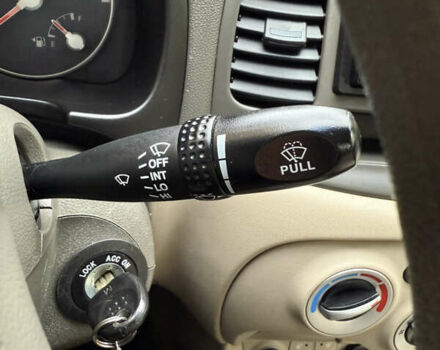 OFF
INT
LO
HI
PULL
LOCK ACC ON